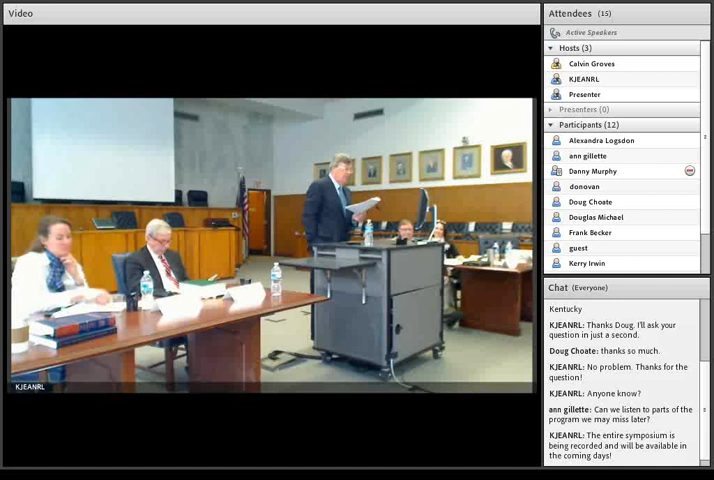 Video
KJEANRL
Attendees (15)
Active Speakers
Hosts (3)
Calvin Groves
KJEANRL
Presenter
Presenters (0)
Participants (12)
Alexandra Logsdon
ann gillette
Danny Murphy
donovan
Doug Choate
Douglas Michael
Frank Becker
guest
Kerry Irwin
Chat (Everyone)
Kentucky
KJEANRL: Thanks Doug. I'll ask your
question in just a second.
Doug Choate: thanks so much.
KJEANRL: No problem. Thanks for the
question!
KJEANRL: Anyone know?
ann gillette: Can we listen to parts of the
program we may miss later?
KJEANRL: The entire symposium is
being recorded and will be available in
the coming days!